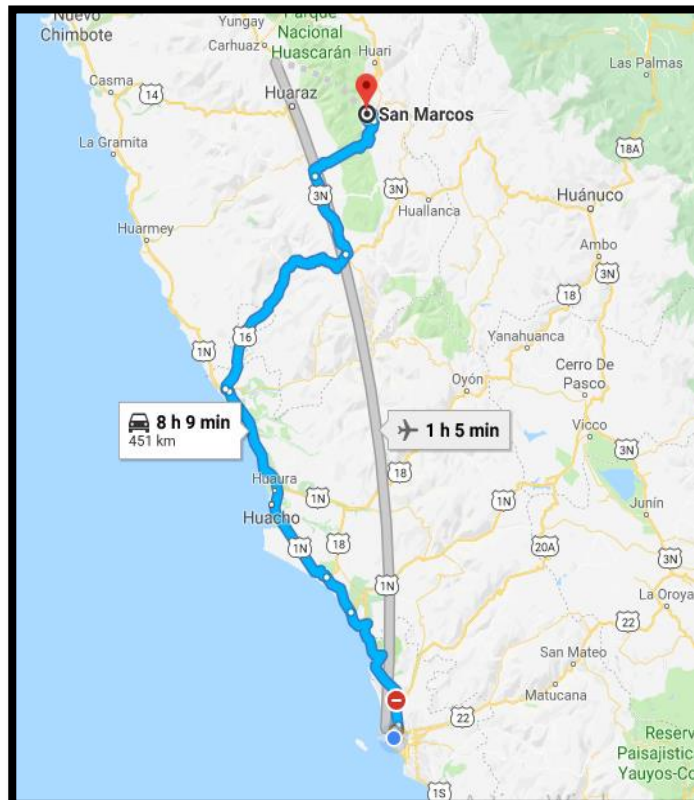 Nuevo
Chimbote
Yungay
Carhuaz
Parque
Nacional
Huascarán
Huari
Las Palmas
Casma
14
Huaraz
San Marcos
La Gramita
18A
3N
3N
Huallanca
Huánuco
Huarmey
Ambo
3N
18
16
1N
Yanahuanca
Cerro De
Pasco
Oyón
8 h 9 min
451 km
1 h 5 min
Vicco
3N
18
Huaura
1N
1N
Junín
Huacho
1N
18
20A
3N
1N
La Oroya
22
San Mateo
Matucana
22
Reserv
Paisajístic
Yauyos-Co
1S